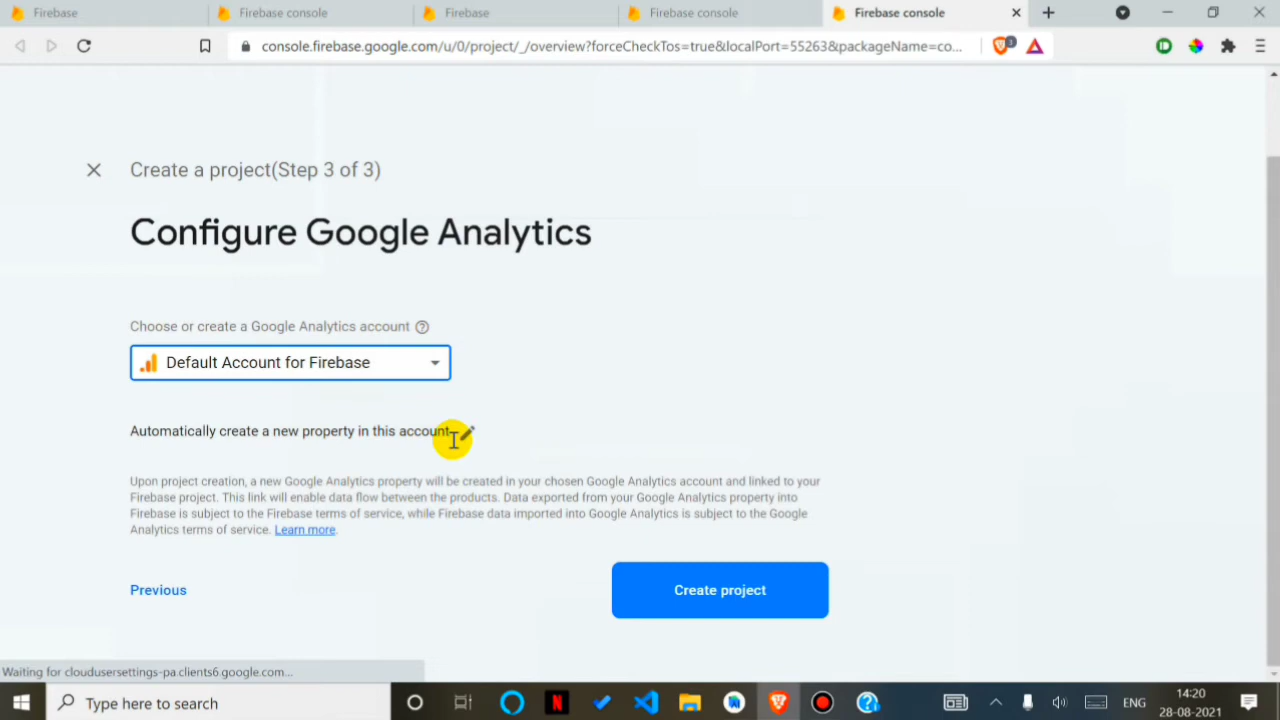 Firebase
Firebase console
Firebase
Firebase console
Firebase console
console.firebase.google.com/u/0/project/_/overview?forceCheckTos=true&localPort=55263&packageName=co...
1
Create a project(Step 3 of 3)
Configure Google Analytics
Choose or create a Google Analytics account
Default Account for Firebase
Automatically create a new property in this account
Upon project creation, a new Google Analytics property will be created in your chosen Google Analytics account and linked to your
Firebase project. This link will enable data flow between the products. Data exported from your Google Analytics property into
Firebase is subject to the Firebase terms of service, while Firebase data imported into Google Analytics is subject to the Google
Analytics terms of service. Learn more.
Previous
Create project
Waiting for cloudusersettings-pa.clients6.google.com...
Type here to search
ENG
14:20
28-08-2021